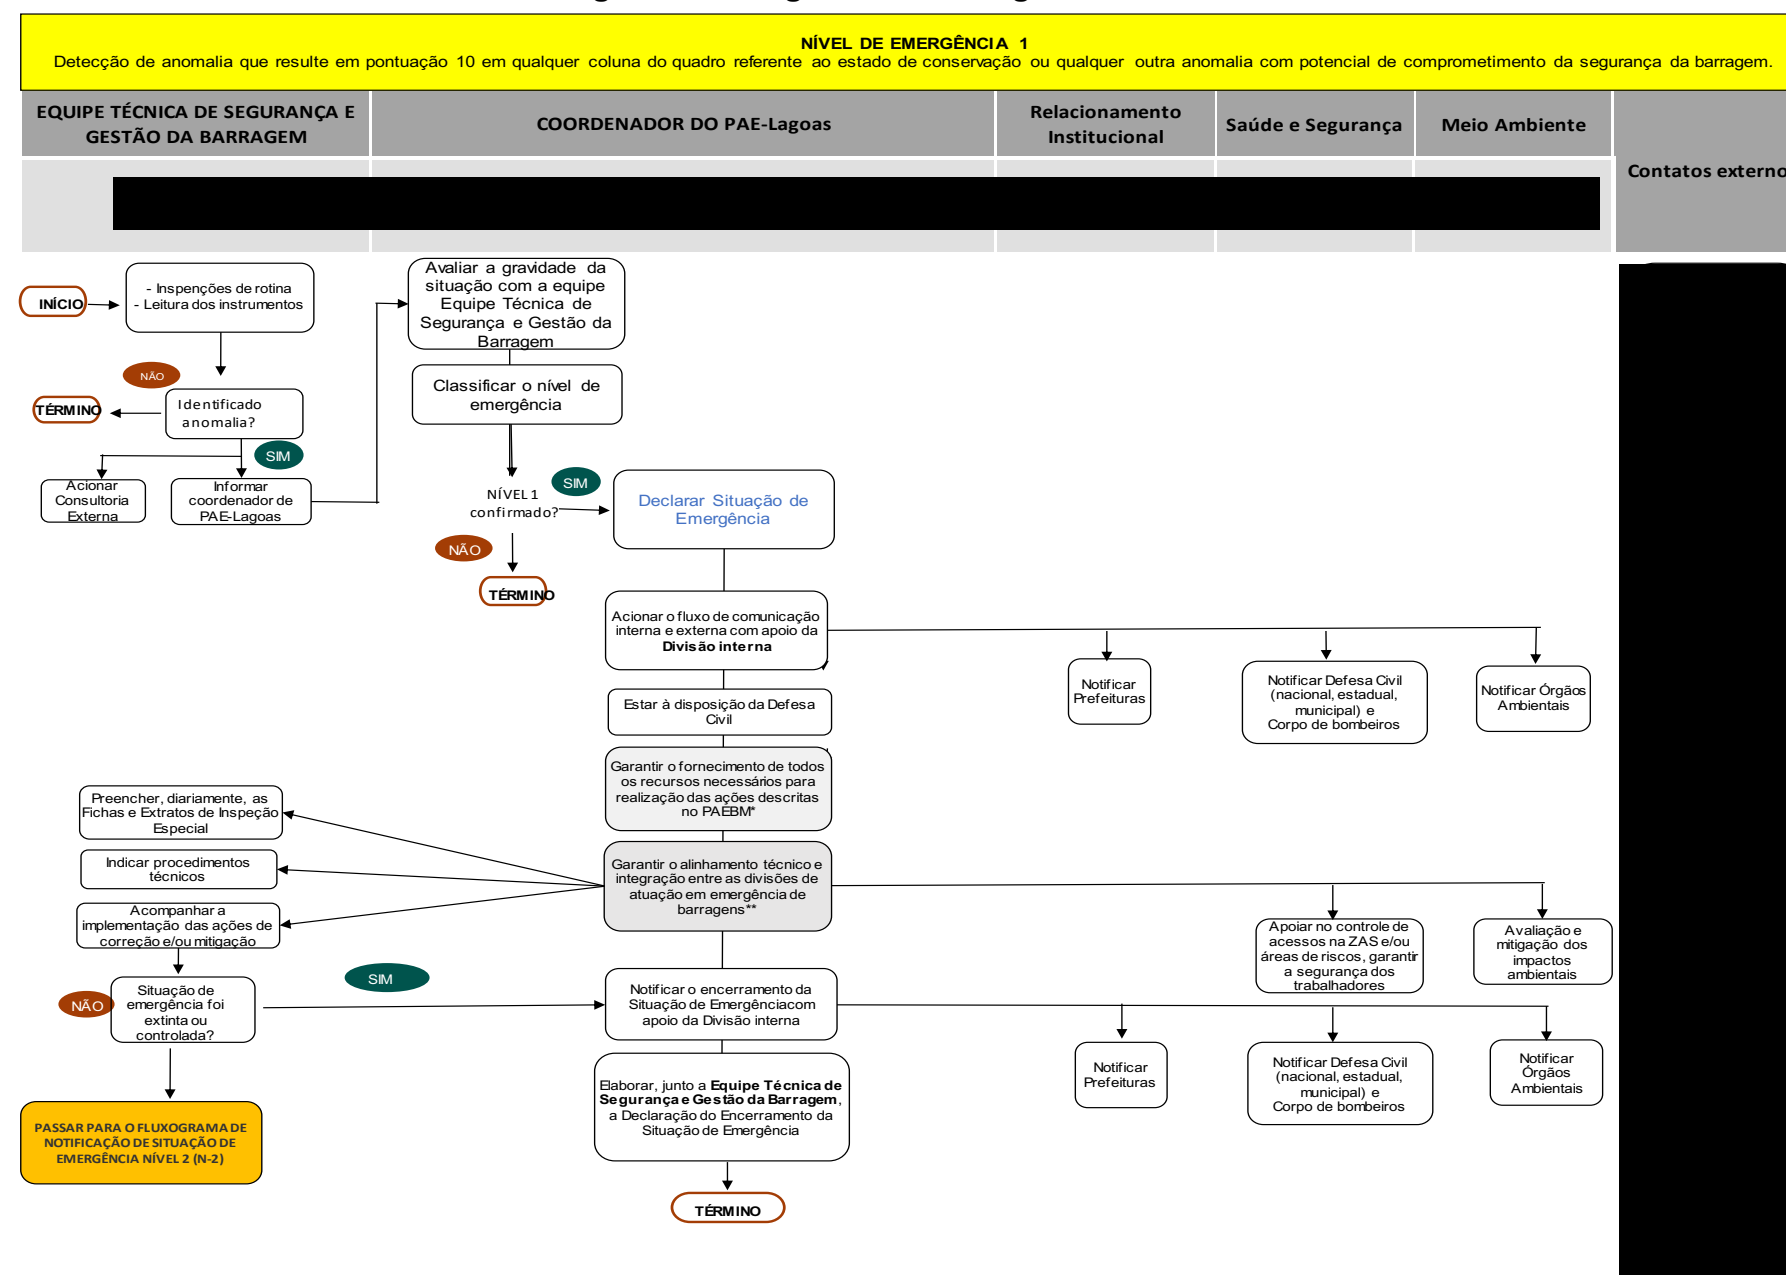 NÍVEL DE EMERGÊNCIA 1
Detecção de anomalia que resulte em pontuação 10 em qualquer coluna do quadro referente ao estado de conservação ou qualquer outra anomalia com potencial de comprometimento da segurança da barragem.
EQUIPE TÉCNICA DE SEGURANÇA E
GESTÃO DA BARRAGEM
COORDENADOR DO PAE-Lagoas
Relacionamento
Institucional
Saúde e Segurança
Meio Ambiente
Contatos externo
INÍCIO
- Inspenções de rotina
- Leitura dos instrumentos
NÃO
TÉRMINO
Identificado
anomalia?
SIM
Acionar
Consultoria
Externa
Informar
coordenador de
PAE-Lagoas
Avaliar a gravidade da
situação com a equipe
Equipe Técnica de
Segurança e Gestão da
Barragem
Classificar o nível de
emergência
NÍVEL 1
confirmado?
SIM
NÃO
TÉRMINO
Declarar Situação de
Emergência
Acionar o fluxo de comunicação
interna e externa com apoio da
Divisão interna
Notificar
Prefeituras
Notificar Defesa Civil
(nacional, estadual,
municipal) e
Corpo de bombeiros
Notificar Órgãos
Ambientais
Estar à disposição da Defesa
Civil
Garantir o fornecimento de todos
os recursos necessários para
realização das ações descritas
no PAEBM*
Garantir o alinhamento técnico e
integração entre as divisões de
atuação em emergência de
barragens**
Preencher, diariamente, as
Fichas e Extratos de Inspeção
Especial
Indicar procedimentos
técnicos
Acompanhar a
implementação das ações de
correção e/ou mitigação
Apoiar no controle de
acessos na ZAS e/ou
áreas de riscos, garantir
a segurança dos
trabalhadores
Avaliação e
mitigação dos
impactos
ambientais
NÃO
Situação de
emergência foi
extinta ou
controlada?
SIM
Notificar o encerramento da
Situação de Emergênciacom
apoio da Divisão interna
Notificar
Prefeituras
Notificar Defesa Civil
(nacional, estadual,
municipal) e
Corpo de bombeiros
Notificar
Órgãos
Ambientais
PASSAR PARA O FLUXOGRAMA DE
NOTIFICAÇÃO DE SITUAÇÃO DE
EMERGÊNCIA NÍVEL 2 (N-2)
Elaborar, junto a Equipe Técnica de
Segurança e Gestão da Barragem,
a Declaração do Encerramento da
Situação de Emergência
TÉRMINO